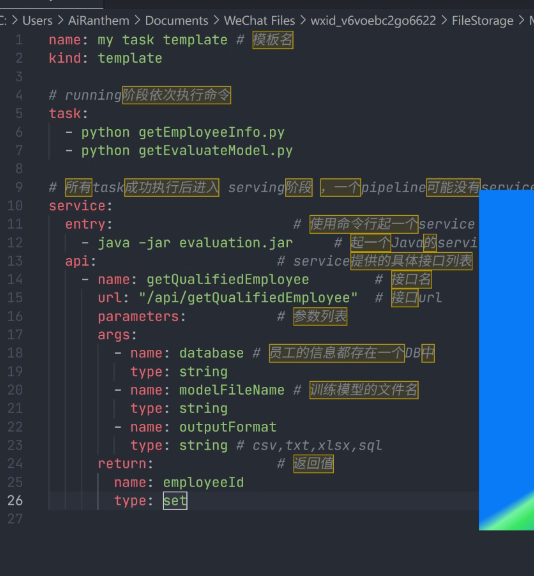 C: > Users > AiRanthem > Documents > WeChat Files > wxid_v6voebc2go6622 > FileStorage >
1 name: my task template # 模板名
2 kind: template
3
4 # running阶段依次执行命令
5 task:
6 - python getEmployeeInfo.py
7 - python getEvaluateModel.py
8
9 # 所有task成功执行后进入 serving阶段 ，一个pipeline可能没有service
10 service:
11 entry: # 使用命令行起一个service
12 - java -jar evaluation.jar # 起一个Java的servi
13 api: # service提供的具体接口列表
14 - name: getQualifiedEmployee # 接口名
15 url: "/api/getQualifiedEmployee" # 接口url
16 parameters: # 参数列表
17 args:
18 - name: database # 员工的信息都存在一个DB中
19 type: string
20 - name: modelFileName # 训练模型的文件名
21 type: string
22 - name: outputFormat
23 type: string # csv,txt,xlsx,sql
24 return: # 返回值
25 name: employeeId
26 type: set
27